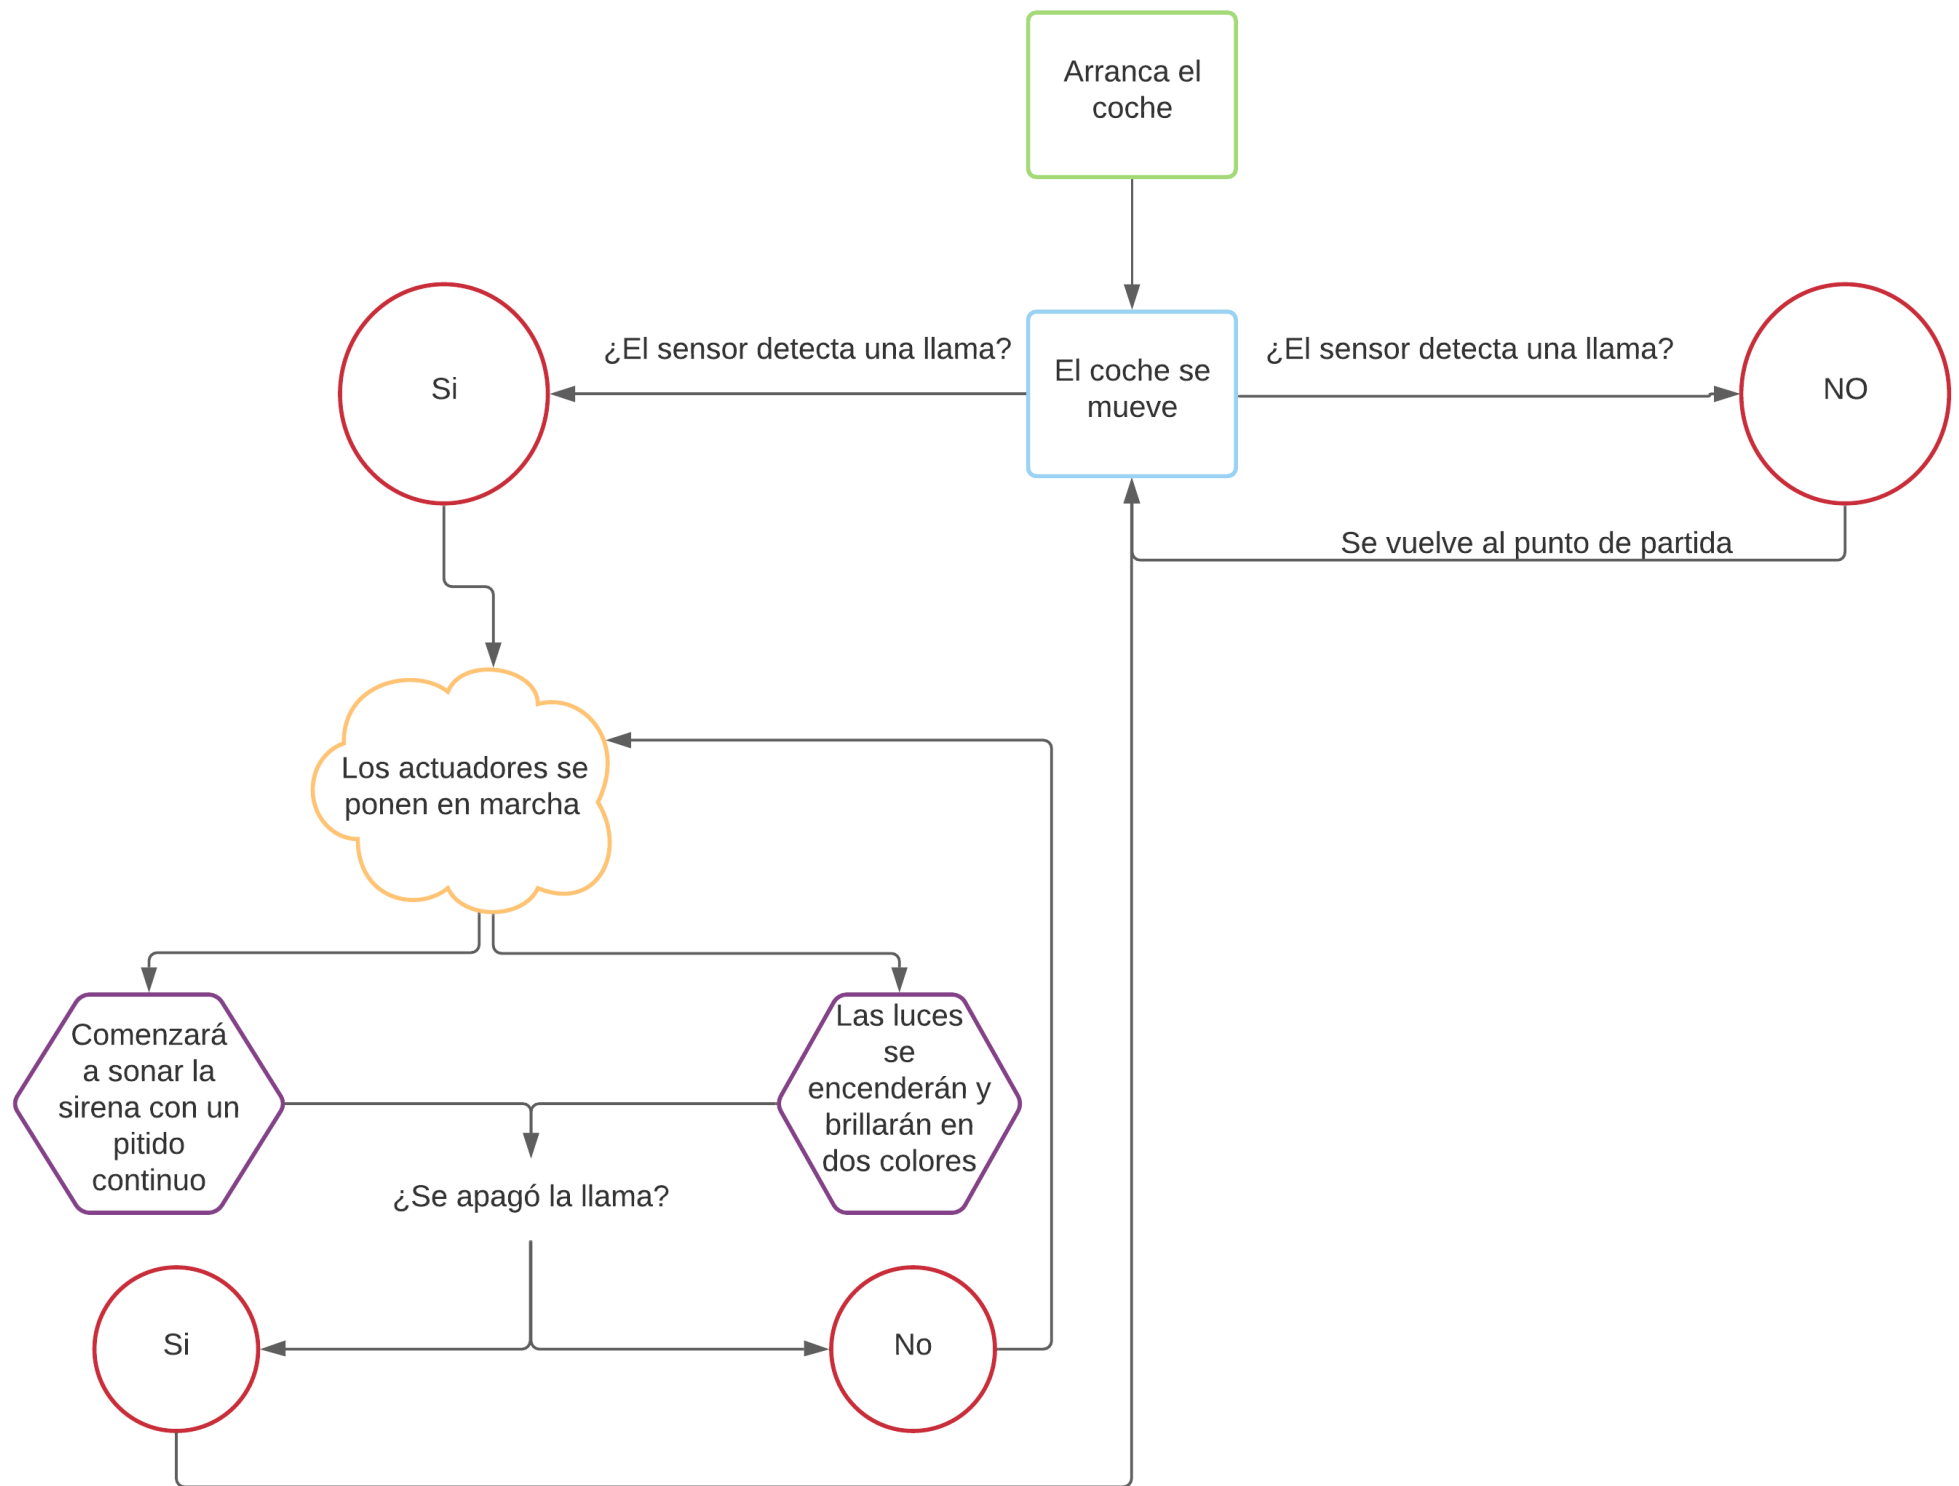 Arranca el
coche
Si
¿El sensor detecta una llama?
El coche se
mueve
¿El sensor detecta una llama?
NO
Se vuelve al punto de partida
Los actuadores se
ponen en marcha
Comenzará
a sonar la
sirena con un
pitido
continuo
Las luces
se
encenderán y
brillarán en
dos colores
¿Se apagó la llama?
Si
No